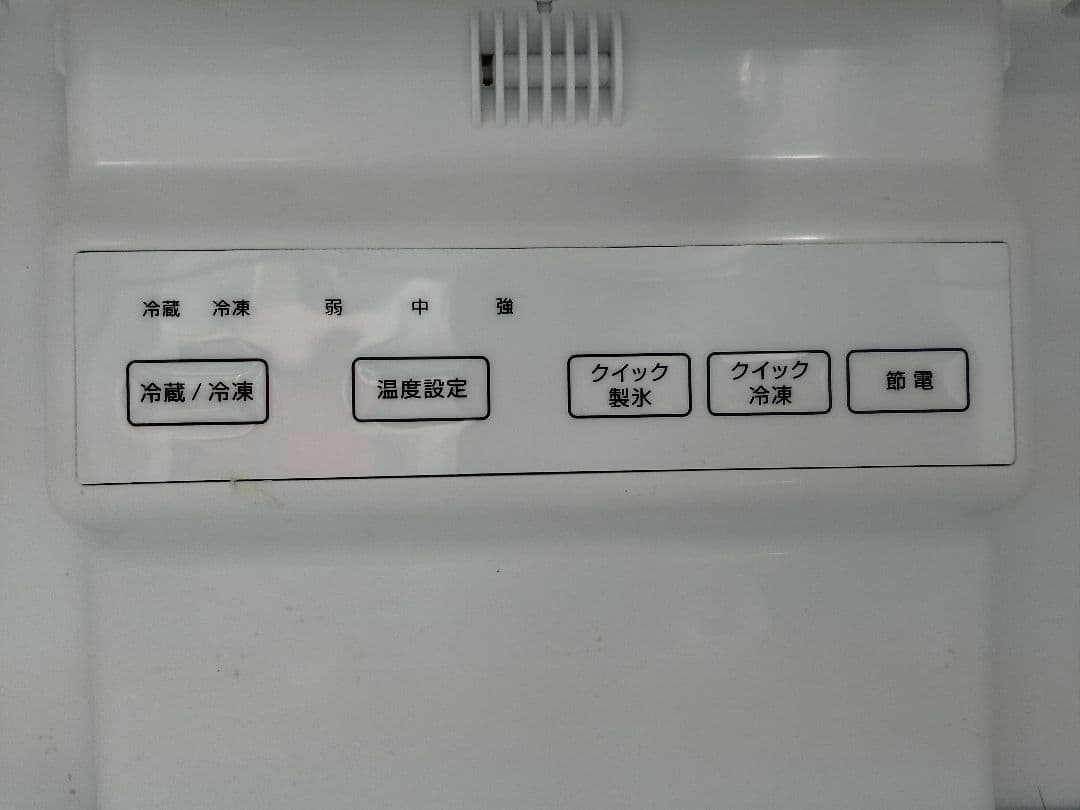 冷蔵 冷凍 弱 中 強
冷蔵 / 冷凍
温度設定
クイック
製氷
クイック
冷凍
節電